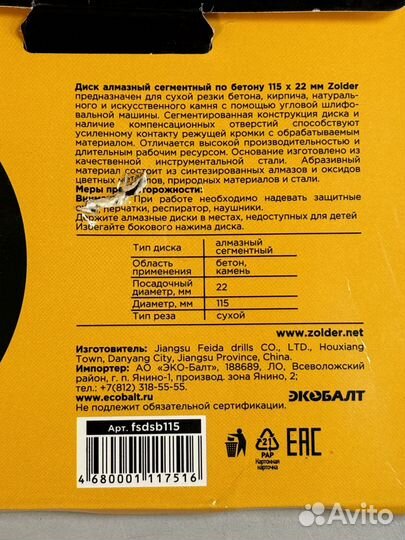 Диск алмазный сегментный по бетону 115 х 22 мм Zolder
предназначен для сухой резки бетона, кирпича, натураль-
ного и искусственного камня с помощью угловой шлифо-
вальной машины. Сегментированная конструкция диска и
наличие компенсационных отверстий способствуют
усиленному контакту режущей кромки с обрабатываемым
материалом. Отличается высокой производительностью и
длительным рабочим ресурсом. Основание изготовлено из
качественной инструментальной стали. Абразивный
материал состоит из синтезированных алмазов и оксидов
цветных, природных материалов и стали.
Меры
При работе необходимо надевать защитные
перчатки, респиратор, наушники.
Держите алмазные диски в местах, недоступных для детей
Избегайте бокового нажима диска.
Тип диска алмазный сегментный
Область применения бетон, камень
Посадочный диаметр, мм 22
Диаметр, мм 115
Тип реза сухой
www.zolder.net
Изготовитель: Jiangsu Feida drills CO., LTD., Houxiang
Town, Danyang City, Jiangsu Province, China.
Импортер: АО «ЭКО-Балт», 188689, ЛО, Всеволожский
район, г. п. Янино-1, производ. зона Янино, 2;
тел: +7(812) 318-55-55.
www.ecobalt.ru
ЭКОБАЛТ
Не подлежит обязательной сертификации.
Арт. fsdsb115
4 680001 117516
21
PAP
Картонная
карточка
EAC
Avito